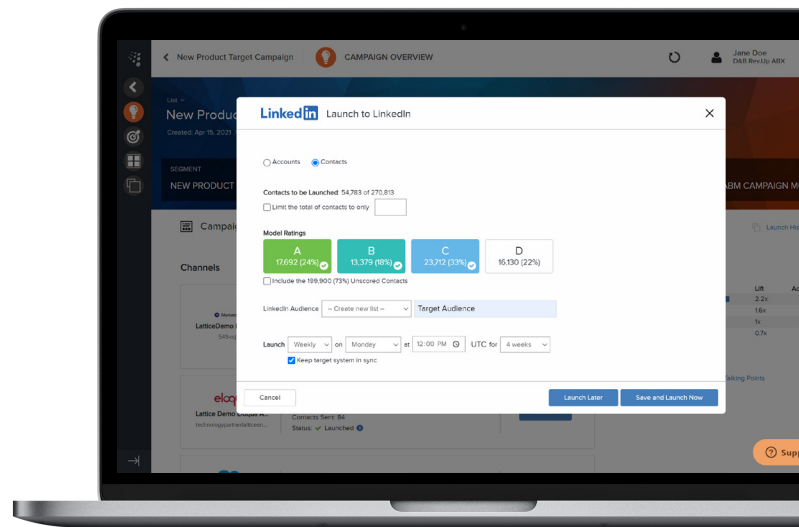 New Product Target Campaign
CAMPAIGN OVERVIEW
Jane Doe
D&B Rev.Up ABX
List
New Produc
Created: Apr 15, 2021
Linkedin Launch to LinkedIn
Accounts Contacts
SEGMENT
NEW PRODUCT
ABM CAMPAIGN M
Contacts to be Launched: 54,783 of 270,813
Limit the total of contacts to only
Campaig
Launch His
Model Ratings
A B C D
17,692 (24%) 13,379 (18%) 23,712 (33%) 16,130 (22%)
Include the 199,900 (73%) Unscored Contacts
Channels
Lift
2.2x
1.6x
1x
0.7x
LinkedIn Audience -- Create new list -- Target Audience
LatticeDemo
Launch Weekly on Monday at 12:00 PM UTC for 4 weeks
Keep target system in sync
alking Points
Cancel Launch Later Save and Launch Now
eloq
Contacts Sent: 84
Status: Launched
Supp